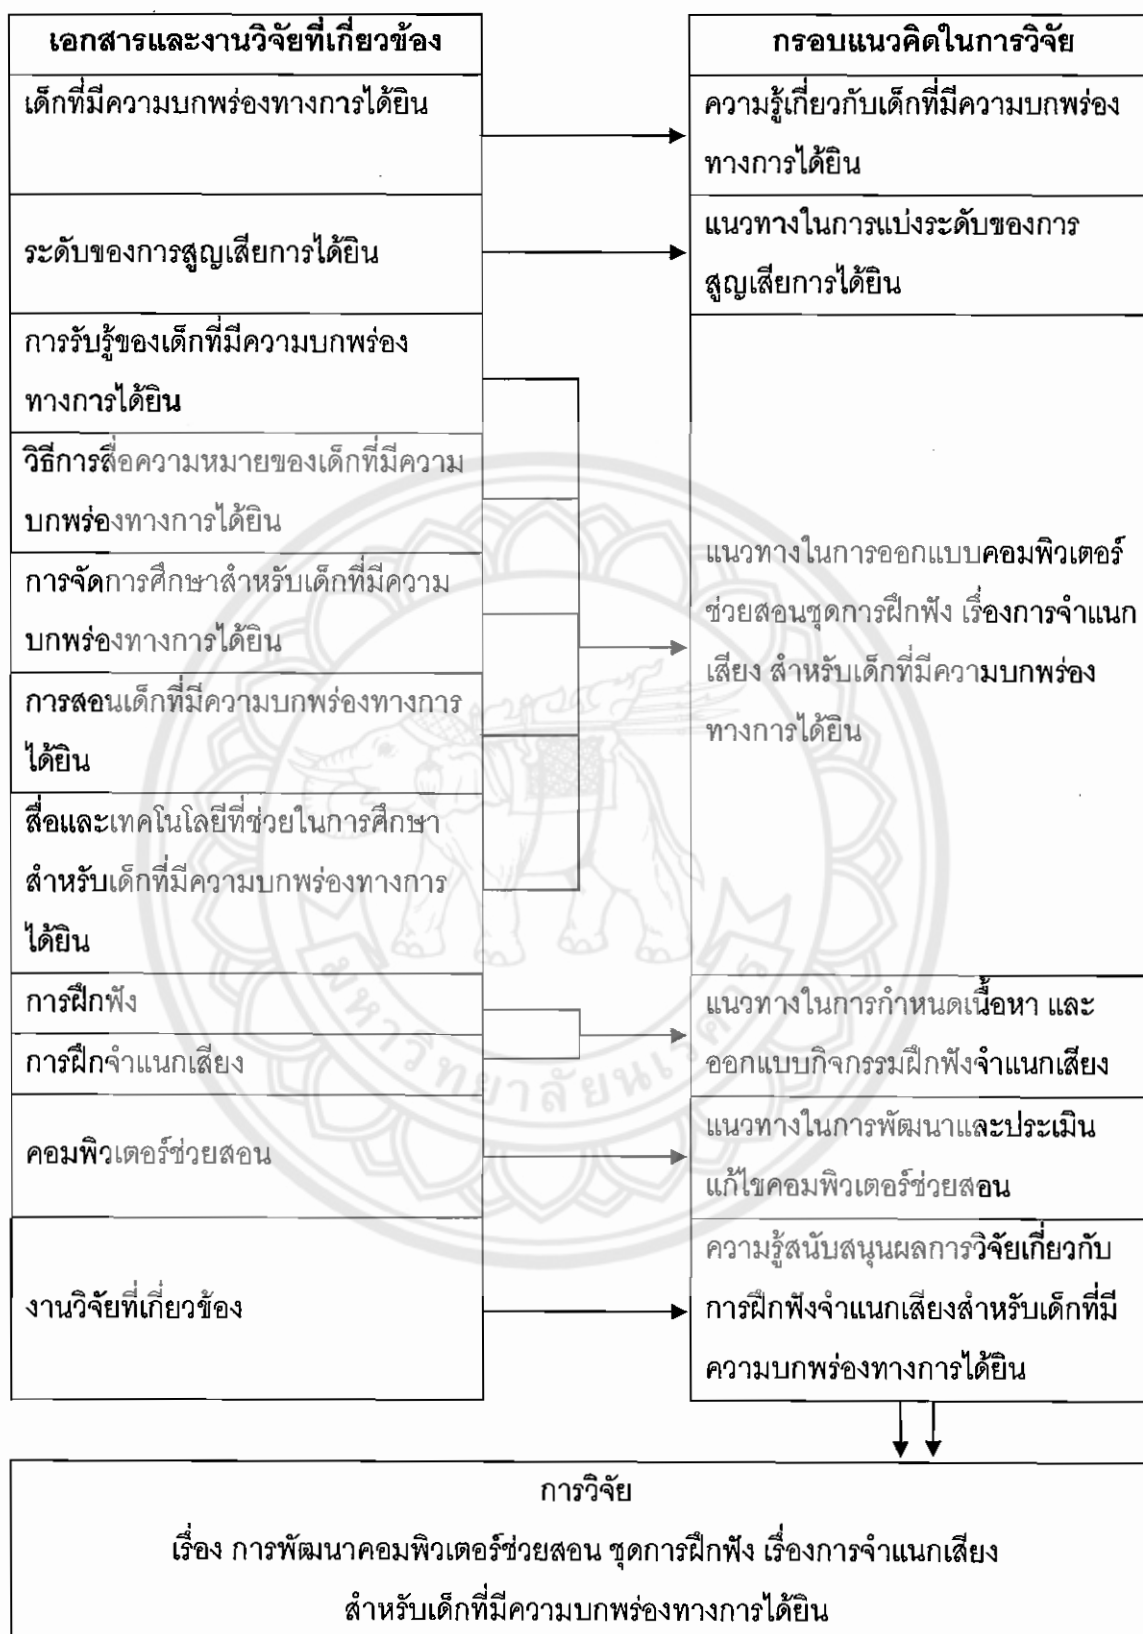 เอกสารและงานวิจัยที่เกี่ยวข้อง
กรอบแนวคิดในการวิจัย
เด็กที่มีความบกพร่องทางการได้ยิน
ความรู้เกี่ยวกับเด็กที่มีความบกพร่อง
ทางการได้ยิน
ระดับของการสูญเสียการได้ยิน
แนวทางในการแบ่งระดับของการ
สูญเสียการได้ยิน
การรับรู้ของเด็กที่มีความบกพร่อง
ทางการได้ยิน
วิธีการสื่อความหมายของเด็กที่มีความ
บกพร่องทางการได้ยิน
การจัดการศึกษาสำหรับเด็กที่มีความ
บกพร่องทางการได้ยิน
การสอนเด็กที่มีความบกพร่องทางการ
ได้ยิน
สื่อและเทคโนโลยีที่ช่วยในการศึกษา
สำหรับเด็กที่มีความบกพร่องทางการ
ได้ยิน
แนวทางในการออกแบบคอมพิวเตอร์
ช่วยสอนชุดการฝึกฟัง เรื่องการจำแนก
เสียง สำหรับเด็กที่มีความบกพร่อง
ทางการได้ยิน
การฝึกฟัง
การฝึกจำแนกเสียง
แนวทางในการกำหนดเนื้อหา และ
ออกแบบกิจกรรมฝึกฟังจำแนกเสียง
คอมพิวเตอร์ช่วยสอน
แนวทางในการพัฒนาและประเมิน
แก้ไขคอมพิวเตอร์ช่วยสอน
งานวิจัยที่เกี่ยวข้อง
ความรู้สนับสนุนผลการวิจัยเกี่ยวกับ
การฝึกฟังจำแนกเสียงสำหรับเด็กที่มี
ความบกพร่องทางการได้ยิน
มหาวิทยาลัยนเรศวร
การวิจัย
เรื่อง การพัฒนาคอมพิวเตอร์ช่วยสอน ชุดการฝึกฟัง เรื่องการจำแนกเสียง
สำหรับเด็กที่มีความบกพร่องทางการได้ยิน